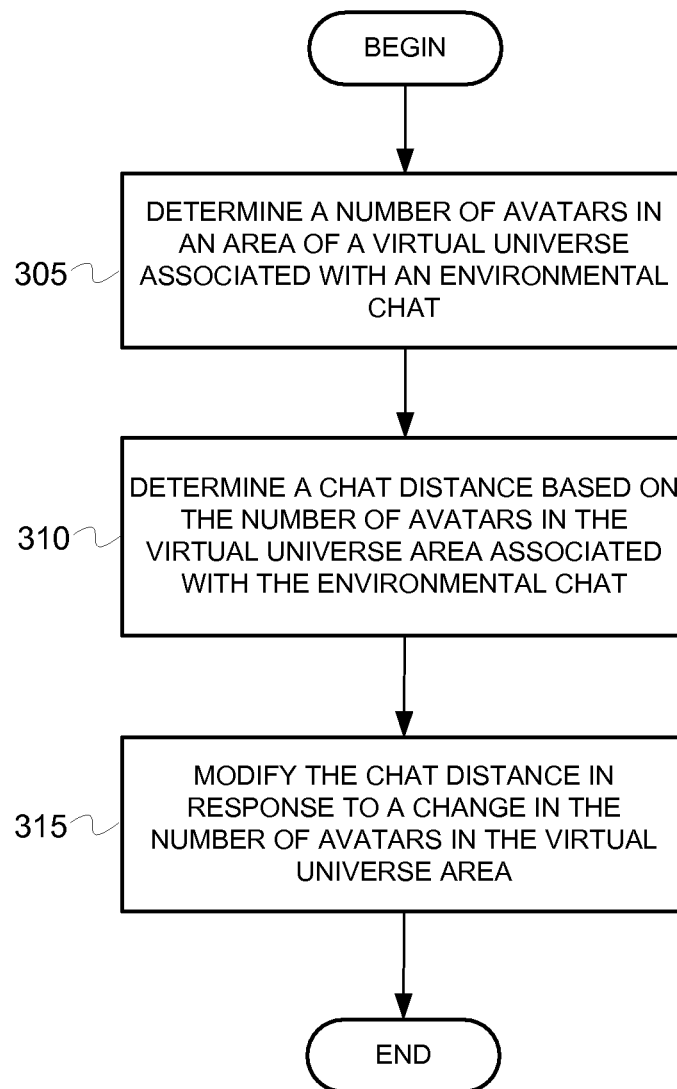 BEGIN
305
DETERMINE A NUMBER OF AVATARS IN
AN AREA OF A VIRTUAL UNIVERSE
ASSOCIATED WITH AN ENVIRONMENTAL
CHAT
310
DETERMINE A CHAT DISTANCE BASED ON
THE NUMBER OF AVATARS IN THE
VIRTUAL UNIVERSE AREA ASSOCIATED
WITH THE ENVIRONMENTAL CHAT
315
MODIFY THE CHAT DISTANCE IN
RESPONSE TO A CHANGE IN THE
NUMBER OF AVATARS IN THE VIRTUAL
UNIVERSE AREA
END